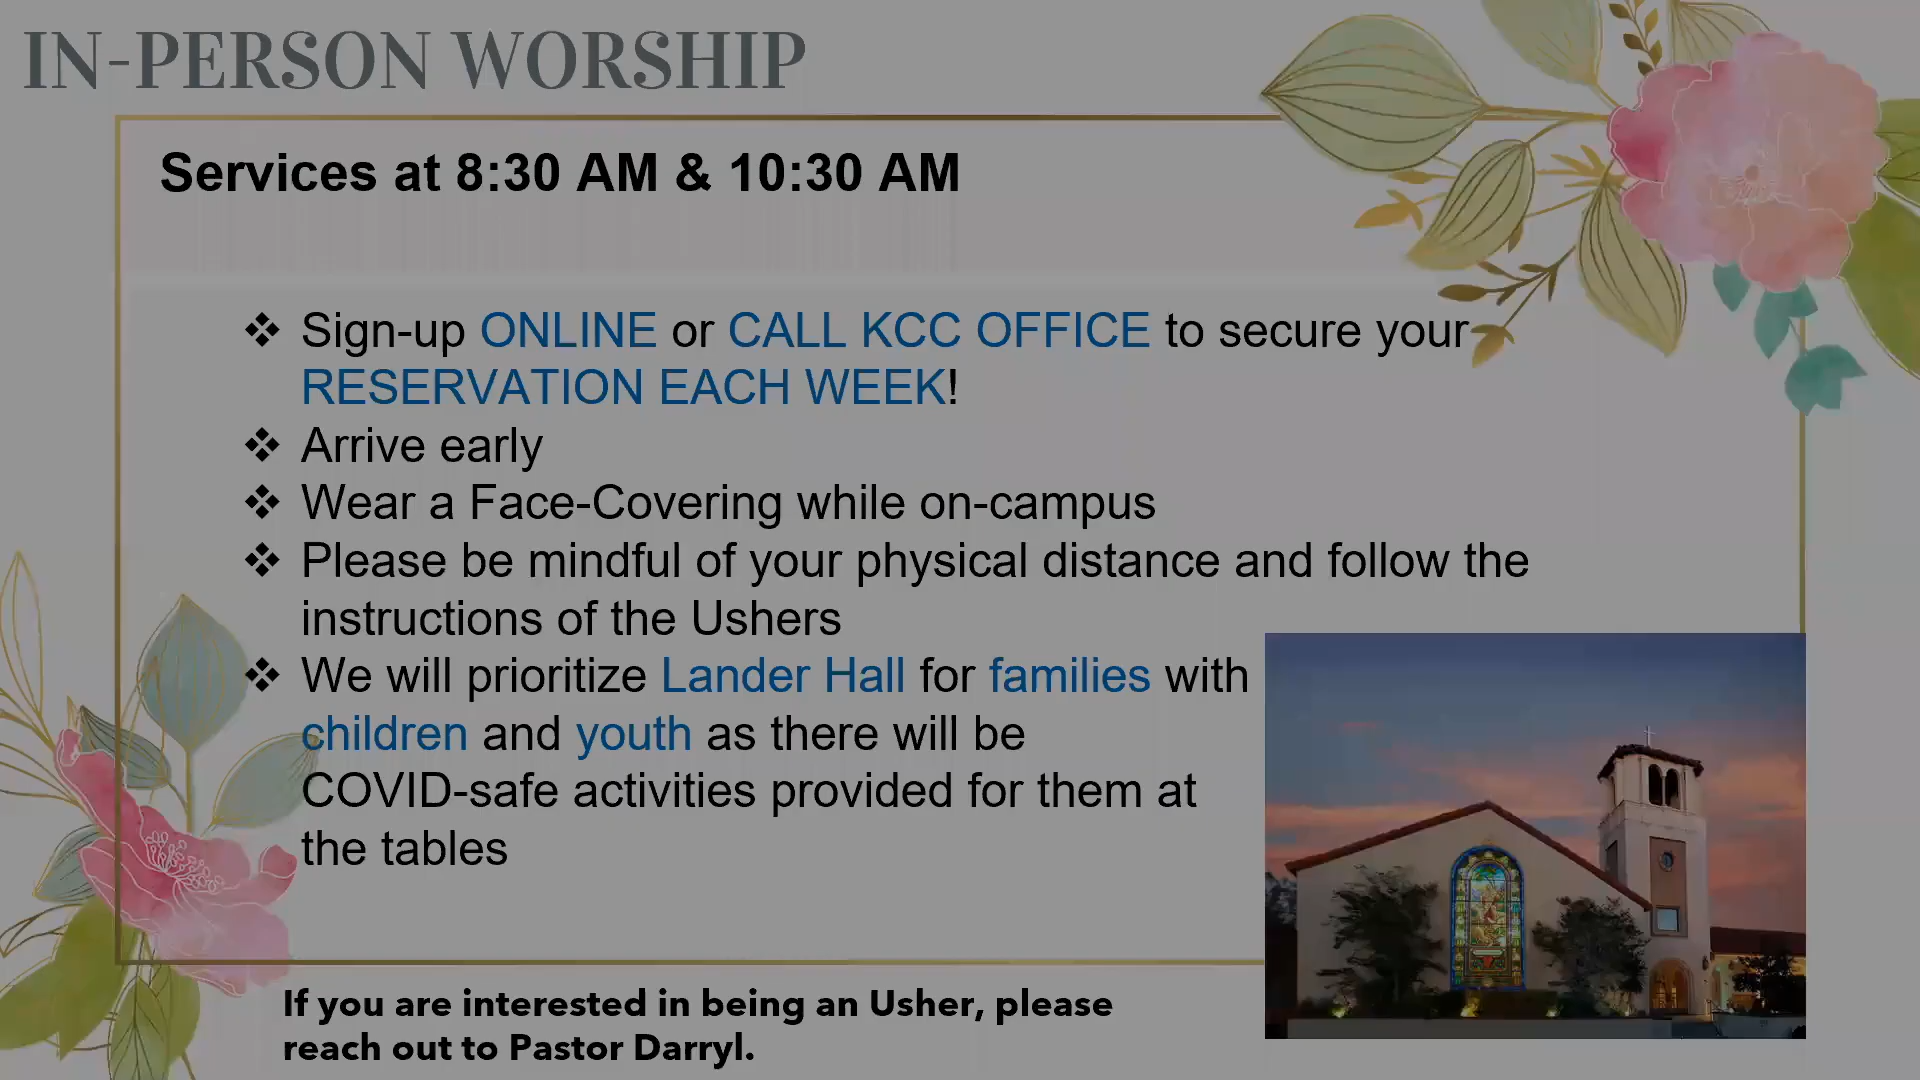 IN-PERSON WORSHIP
Services at 8:30 AM & 10:30 AM
❖ Sign-up ONLINE or CALL KCC OFFICE to secure your
RESERVATION EACH WEEK!
❖ Arrive early
❖ Wear a Face-Covering while on-campus
❖ Please be mindful of your physical distance and follow the
instructions of the Ushers
❖ We will prioritize Lander Hall for families with
children and youth as there will be
COVID-safe activities provided for them at
the tables
If you are interested in being an Usher, please
reach out to Pastor Darryl.